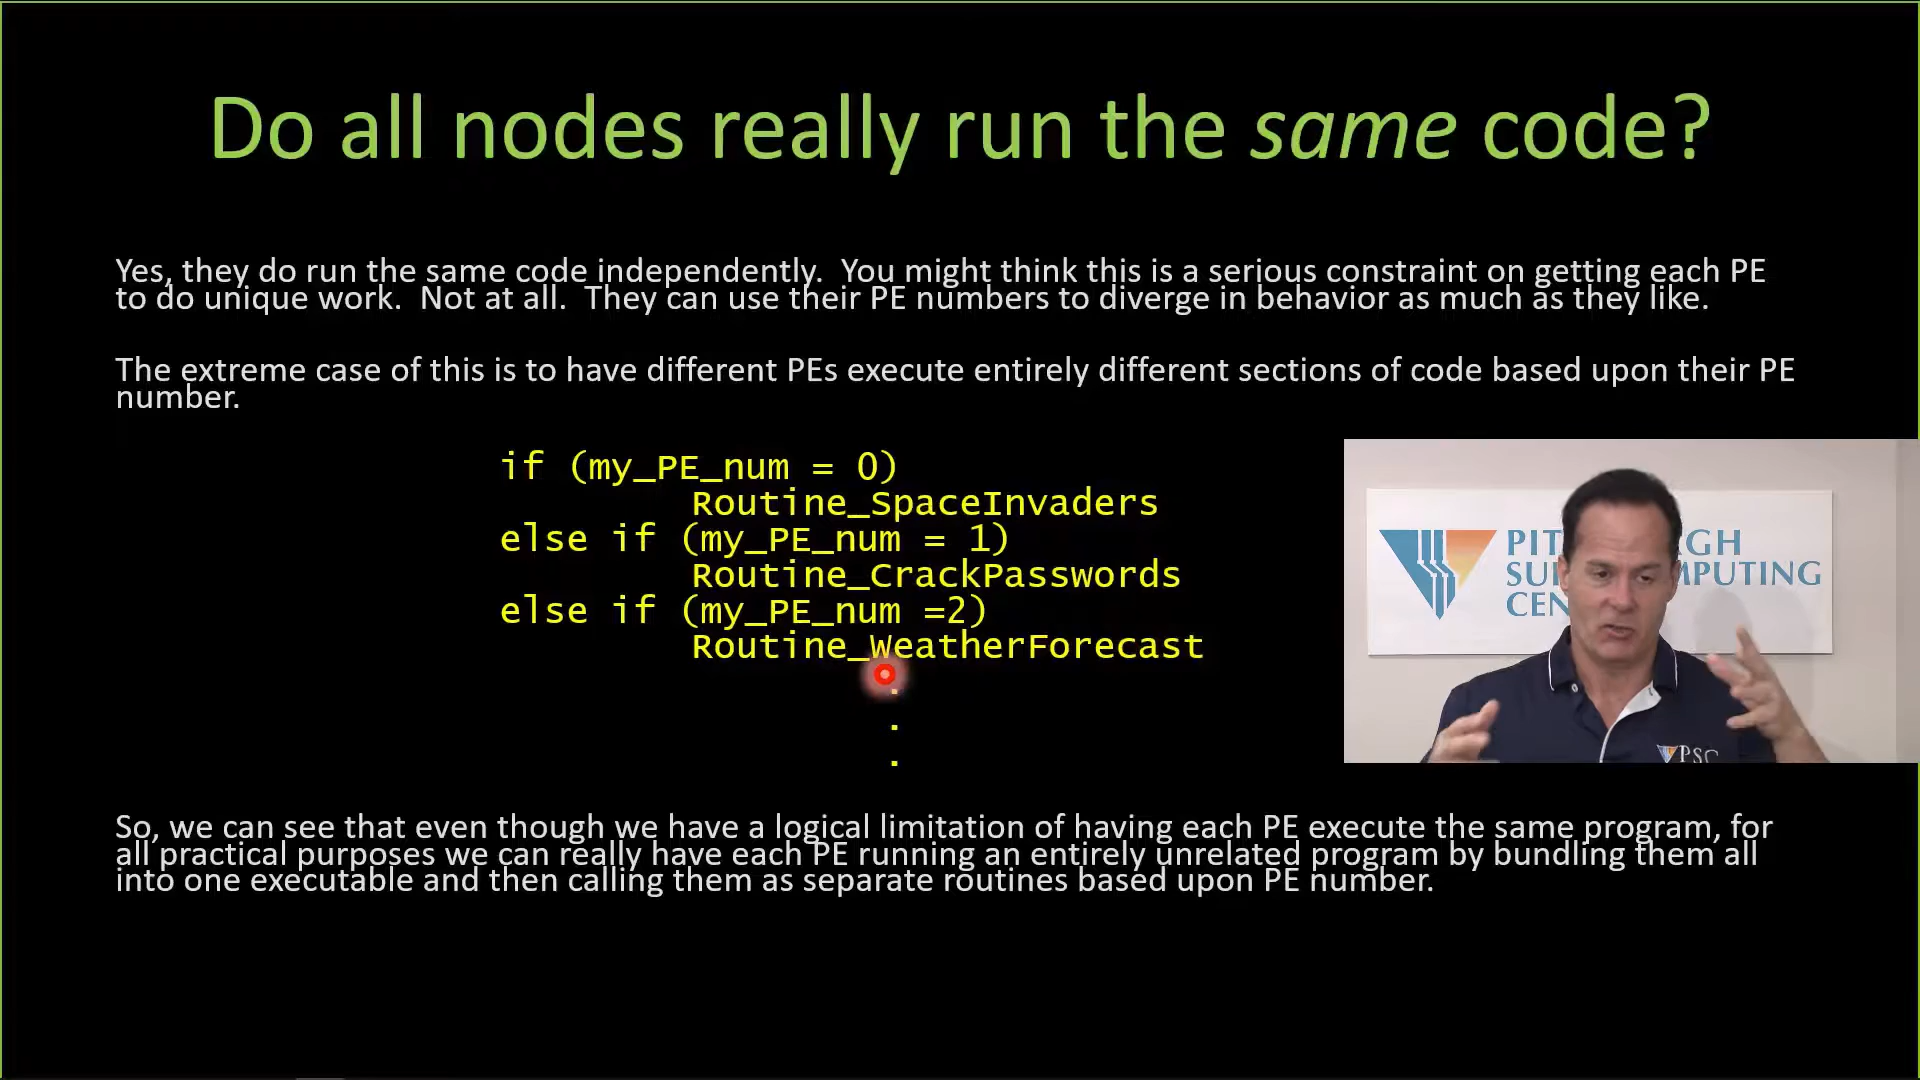 Do all nodes really run the same code?
Yes, they do run the same code independently.  You might think this is a serious constraint on getting each PE
to do unique work.  Not at all.  They can use their PE numbers to diverge in behavior as much as they like.
The extreme case of this is to have different PEs execute entirely different sections of code based upon their PE
number.
if (my_PE_num = 0)
Routine_SpaceInvaders
else if (my_PE_num = 1)
Routine_CrackPasswords
else if (my_PE_num =2)
Routine_WeatherForecast
.
.
.
PSC
So, we can see that even though we have a logical limitation of having each PE execute the same program, for
all practical purposes we can really have each PE running an entirely unrelated program by bundling them all
into one executable and then calling them as separate routines based upon PE number.